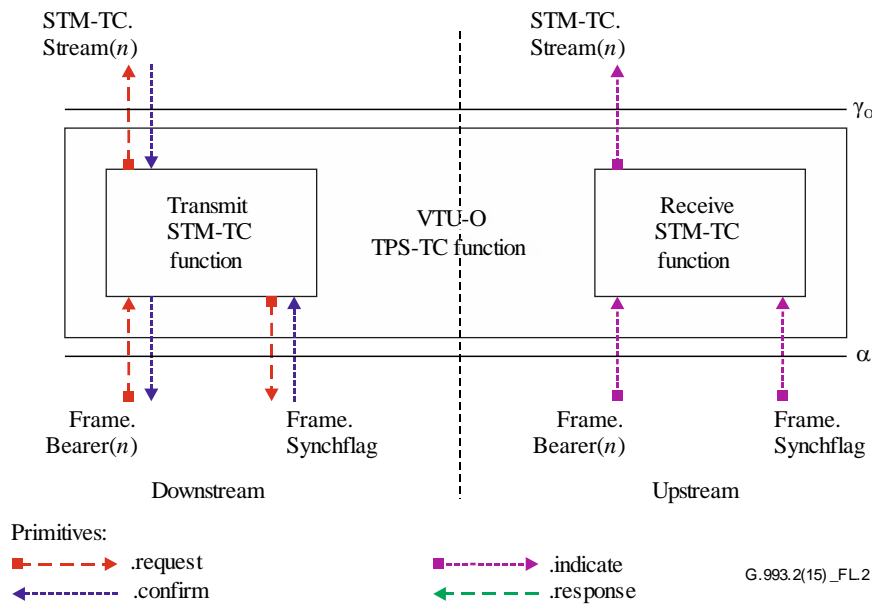 STM-TC.
Stream(n)
STM-TC.
Stream(n)
γO
Transmit
STM-TC
function
VTU-O
TPS-TC function
Receive
STM-TC
function
α
Frame.
Bearer(n)
Frame.
Synchflag
Frame.
Bearer(n)
Frame.
Synchflag
Downstream
Upstream
Primitives:
.request
.indicate
.confirm
.response
G.993.2(15)_FL.2